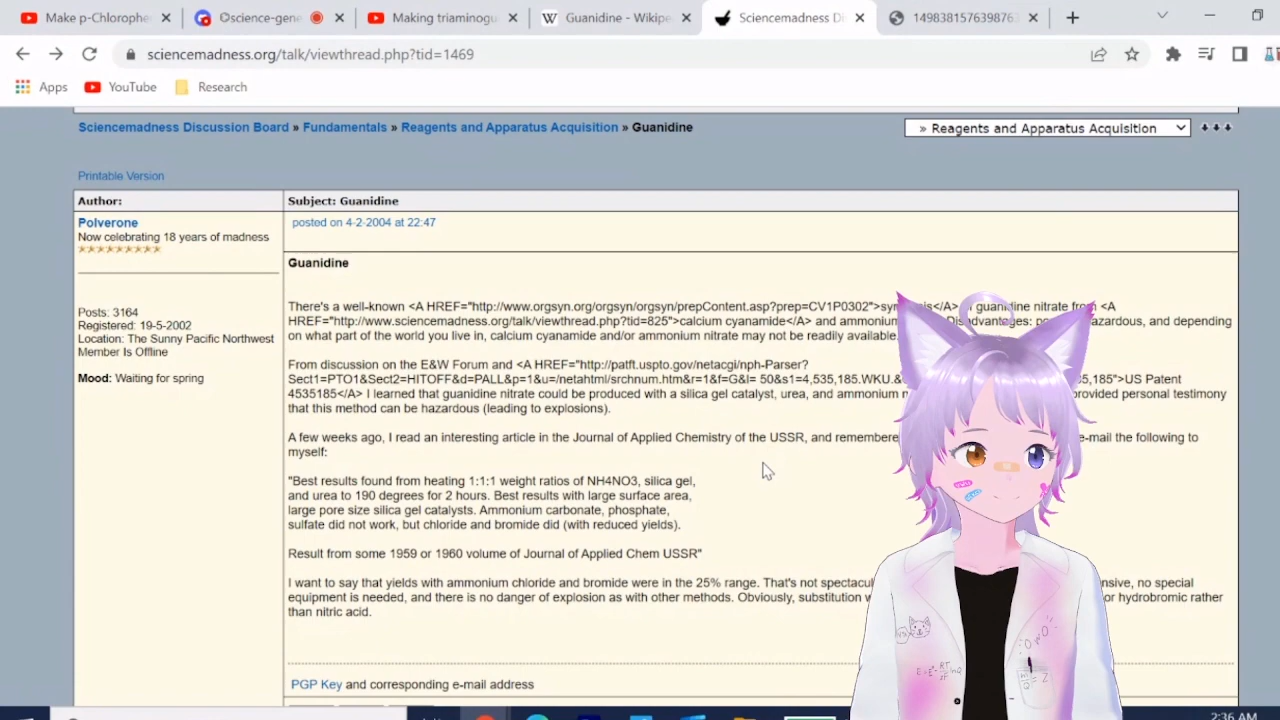 Make p-Chlorophe
science-gene
Making triaminogu
Guanidine - Wikipe
Sciencemadness Di
1498381576398763
sciencemadness.org/talk/viewthread.php?tid=1469
Apps YouTube Research
Sciencemadness Discussion Board » Fundamentals » Reagents and Apparatus Acquisition » Guanidine
» Reagents and Apparatus Acquisition
Printable Version
Author: Subject: Guanidine
Polverone
Now celebrating 18 years of madness
Posts: 3164
Registered: 19-5-2002
Location: The Sunny Pacific Northwest
Member Is Offline
Mood: Waiting for spring
posted on 4-2-2004 at 22:47
Guanidine
There's a well-known <A HREF="http://www.orgsyn.org/orgsyn/orgsyn/prepContent.asp?prep=CV1P0302"> guanidine nitrate from <A
HREF="http://www.sciencemadness.org/talk/viewthread.php?tid=825">calcium cyanamide</A> and ammonium Disadvantages: hazardous, and depending
on what part of the world you live in, calcium cyanamide and/or ammonium nitrate may not be readily available.
From discussion on the E&W Forum and <A HREF="http://patft.uspto.gov/netacgi/nph-Parser?
Sect1=PTO1&Sect2=HITOFF&d=PALL&p=1&u=/netahtml/srchnum.htm&r=1&f=G&l= 50&s1=4,535,185.WKU.& 185">US Patent
4535185</A> I learned that guanidine nitrate could be produced with a silica gel catalyst, urea, and ammonium provided personal testimony
that this method can be hazardous (leading to explosions).
A few weeks ago, I read an interesting article in the Journal of Applied Chemistry of the USSR, and remembere e-mail the following to
myself:
"Best results found from heating 1:1:1 weight ratios of NH4NO3, silica gel,
and urea to 190 degrees for 2 hours. Best results with large surface area,
large pore size silica gel catalysts. Ammonium carbonate, phosphate,
sulfate did not work, but chloride and bromide did (with reduced yields).
Result from some 1959 or 1960 volume of Journal of Applied Chem USSR"
I want to say that yields with ammonium chloride and bromide were in the 25% range. That's not spectacul ensive, no special
equipment is needed, and there is no danger of explosion as with other methods. Obviously, substitution w or hydrobromic rather
than nitric acid.
PGP Key and corresponding e-mail address
2:36 AM